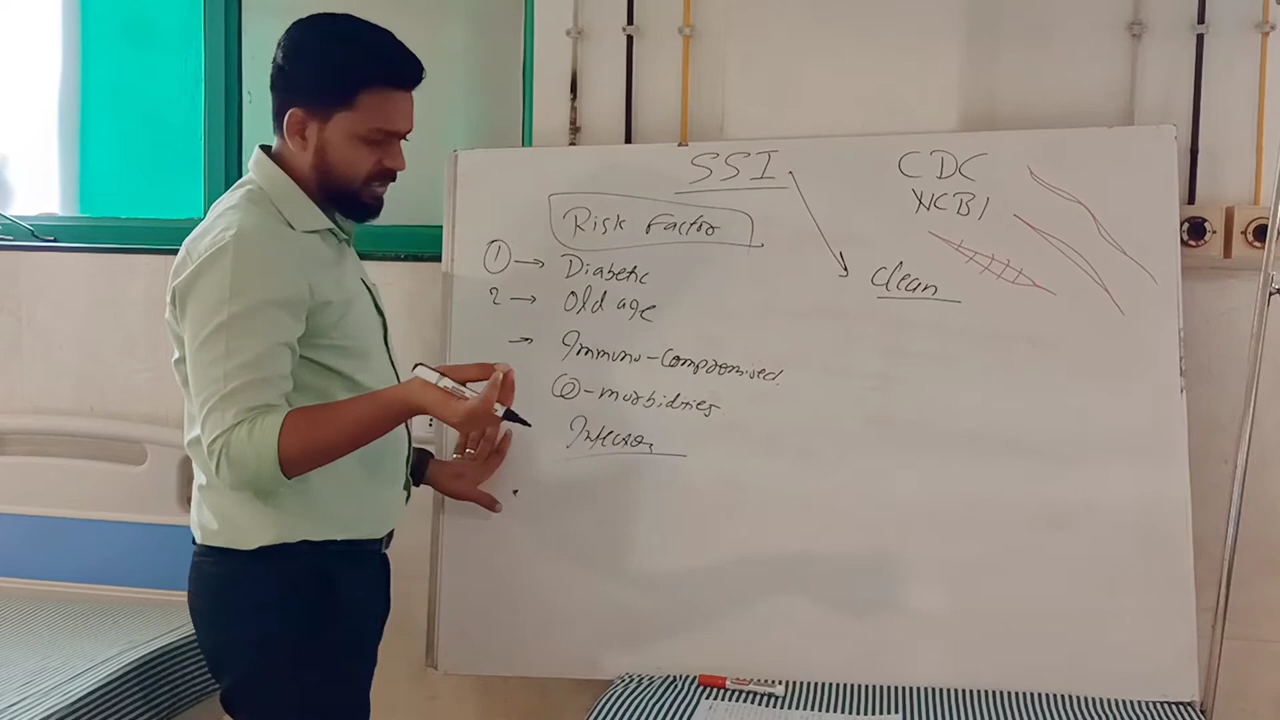 SSI
CDC
NCBI
Risk Factor
1 → Diabetic
2 → Old age
→ Immuno-compromised.
Co-morbidities
Infection
clean